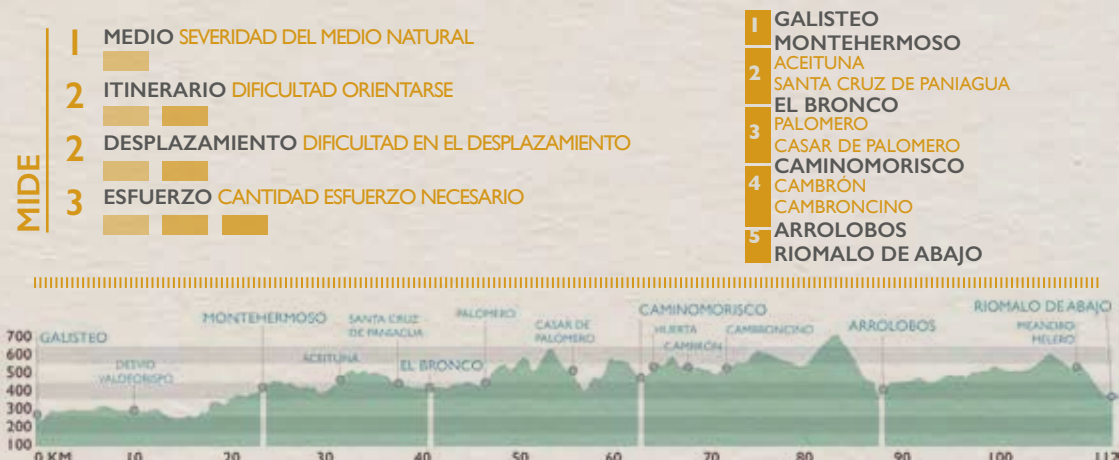 MIDE
1 MEDIO SEVERIDAD DEL MEDIO NATURAL
2 ITINERARIO DIFICULTAD ORIENTARSE
2 DESPLAZAMIENTO DIFICULTAD EN EL DESPLAZAMIENTO
3 ESFUERZO CANTIDAD ESFUERZO NECESARIO
1 GALISTEO
MONTEHERMOSO
2 ACEITUNA
SANTA CRUZ DE PANIAGUA
EL BRONCO
3 PALOMERO
CASAR DE PALOMERO
CAMINOMORISCO
4 CAMBRÓN
CAMBRONCINO
5 ARROLOBOS
RIOMALO DE ABAJO
700
600
500
400
300
200
100
GALISTEO
DESVIO
VALDEORISPO
MONTEHERMOSO
ACEITUNA
SANTA CRUZ
DE PANIAGUA
EL BRONCO
PALOMERO
CASAR DE
PALOMERO
CAMINOMORISCO
HUERTA
CAMBRÓN
CAMBRONCINO
ARROLOBOS
RIOMALO DE ABAJO
MEANDRO
MELERO
0 KM 10 20 30 40 50 60 70 80 90 100 112